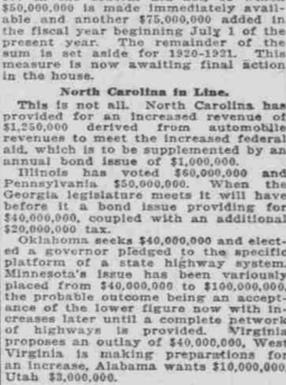 $50,000,000 is made immediately avail-
able and another $75,000,000 added in
the fiscal year beginning July 1 of the
present year. The remainder of the
sum is set aside for 1920-1921. This
measure is now awaiting final action
in the house.
North Carolina in Line.
This is not all. North Carolina has
provided for an increased revenue of
$1,250,000 derived from automobile
revenues to meet the increased federal
aid, which is to be supplemented by an
annual bond issue of $1,000,000.
Illinois has voted $60,000,000 and
Pennsylvania $50,000,000. When the
Georgia legislature meets it will have
before it a bond issue providing for
$40,000,000, coupled with an additional
$20,000,000 tax.
Oklahoma seeks $40,000,000 and elect-
ed a governor pledged to the specific
platform of a state highway system.
Minnesota's issue has been variously
placed from $40,000,000 to $100,000,000,
the probable outcome being an accept-
ance of the lower figure now with in-
creases later until a complete network
of highways is provided. Virginia
proposes an outlay of $40,000,000, West
Virginia is making preparations for
an increase, Alabama wants $10,000,000,
Utah $3,000,000.